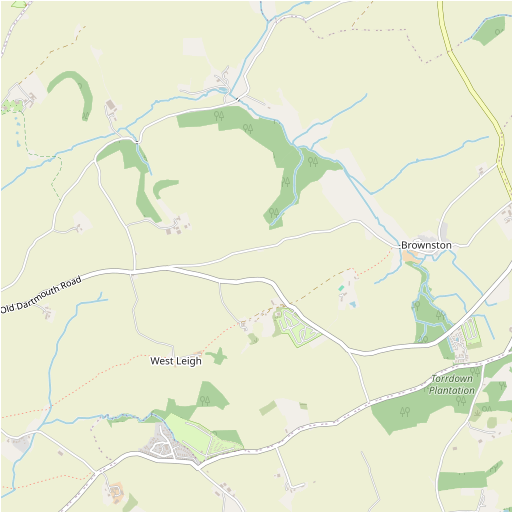 Brownston
Old Dartmouth Road
West Leigh
Torrdown
Plantation